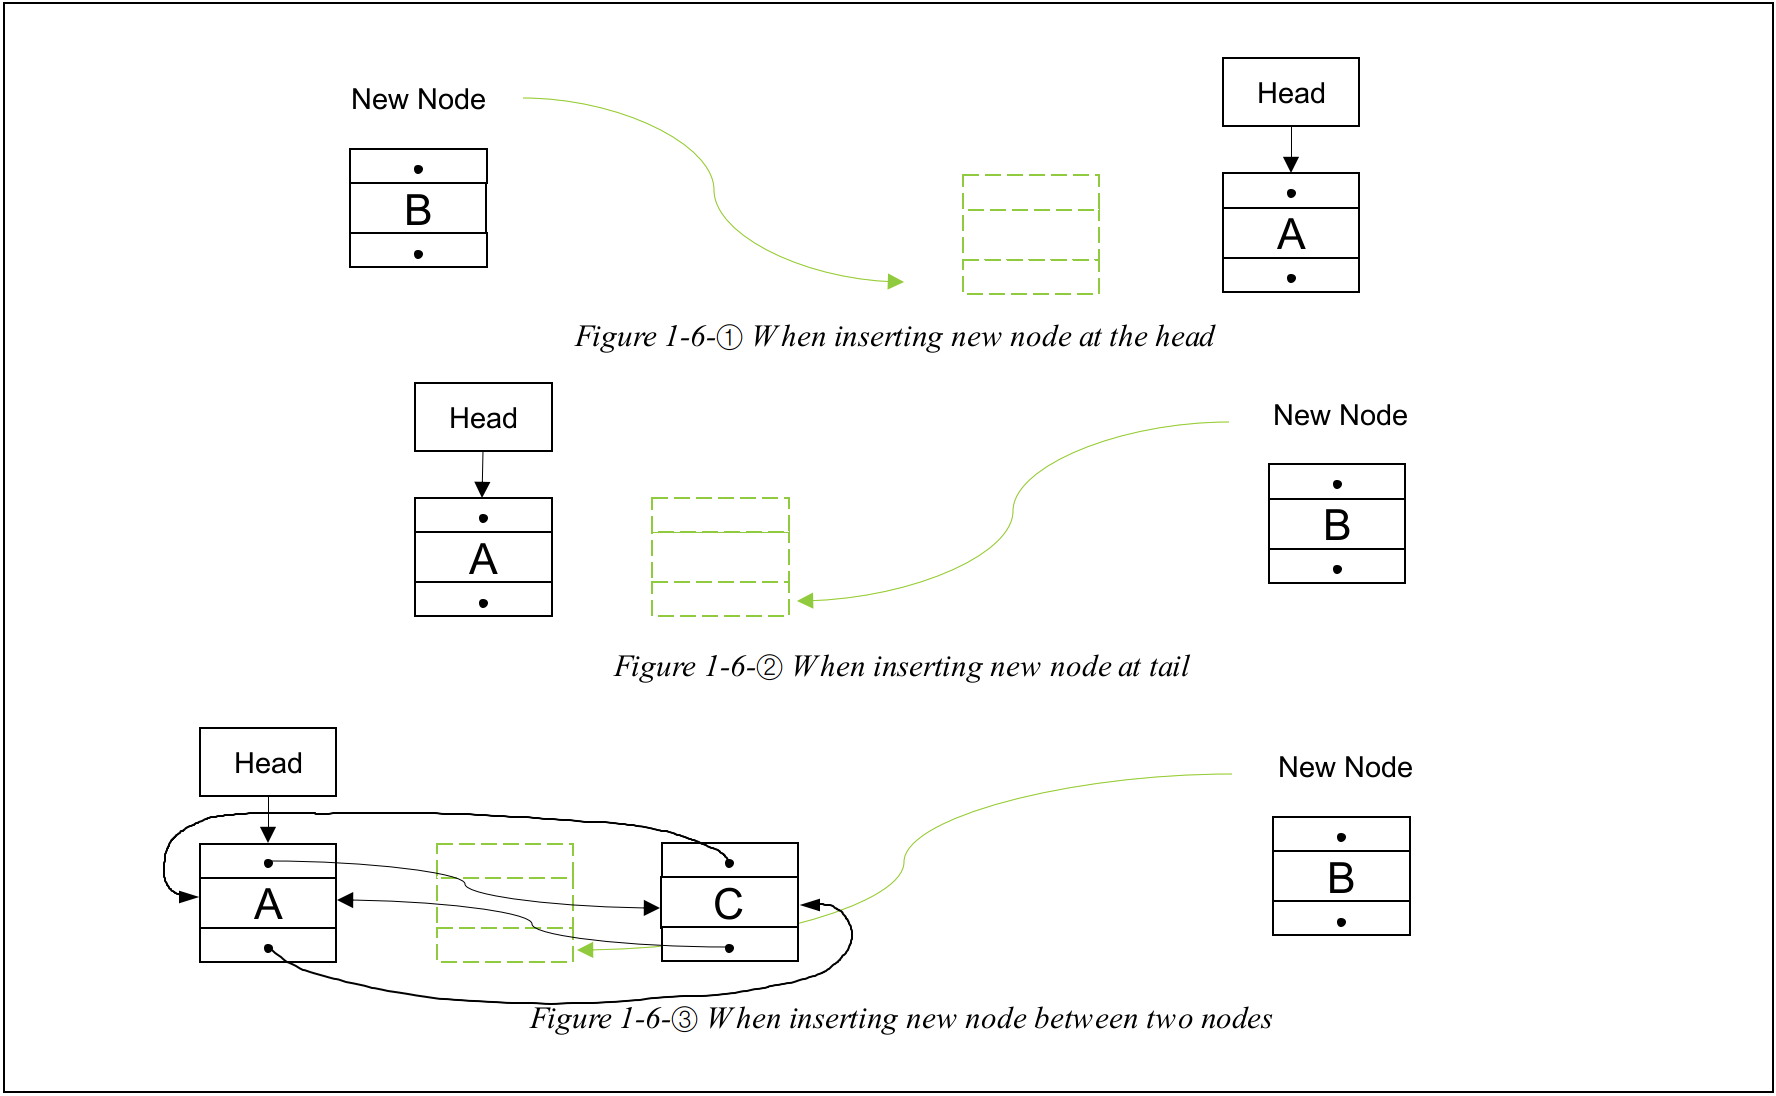 New Node
Head
B
A
Figure 1-6-① When inserting new node at the head
Head
New Node
A
B
Figure 1-6-② When inserting new node at tail
Head
New Node
A
C
B
Figure 1-6-③ When inserting new node between two nodes